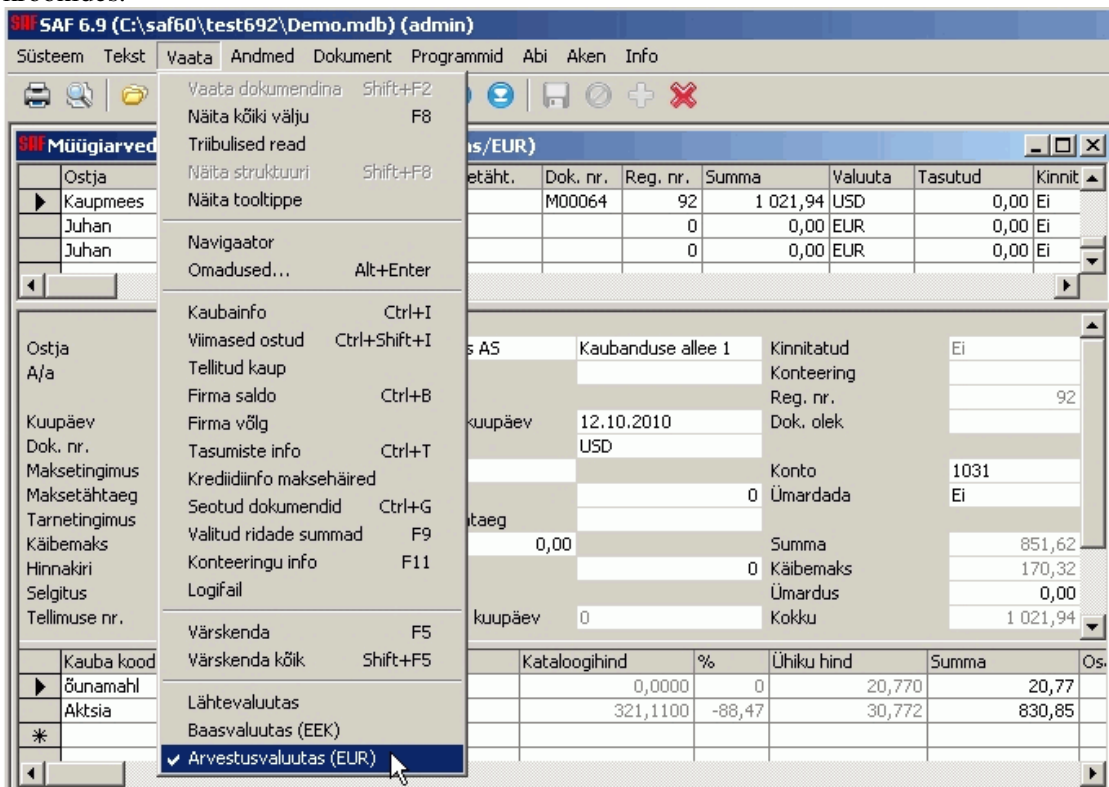 SAF 6.9 (C:\saf60\test692\Demo.mdb) (admin)
Süsteem Tekst Vaata Andmed Dokument Programmid Abi Aken Info
Vaata dokumendina Shift+F2
Näita kõiki välju F8
Triibulised read
Näita struktuuri Shift+F8
Näita tooltippe
Navigaator
Omadused... Alt+Enter
Kaubainfo Ctrl+I
Viimased ostud Ctrl+Shift+I
Tellitud kaup
Firma saldo Ctrl+B
Firma võlg
Tasumiste info Ctrl+T
Krediidiinfo maksehäired
Seotud dokumendid Ctrl+G
Valitud ridade summad F9
Konteeringu info F11
Logifail
Värskenda F5
Värskenda kõik Shift+F5
Lähtevaluutas
Baasvaluutas (EEK)
Arvestusvaluutas (EUR)
Müügiarved as/EUR)
Ostja etäht. Dok. nr. Reg. nr. Summa Valuuta Tasutud Kinnit
Kaupmees M00064 92 1 021,94 USD 0,00 Ei
Juhan 0 0,00 EUR 0,00 Ei
Juhan 0 0,00 EUR 0,00 Ei
Ostja s AS Kaubanduse allee 1 Kinnitatud Ei
A/a Konteering
Reg. nr. 92
Kuupäev kuupäev 12.10.2010 Dok. olek
Dok. nr. USD
Maksetingimus Konto 1031
Maksetähtaeg 0 Ümardada Ei
Tarnetingimus taeg
Käibemaks 0,00 Summa 851,62
Hinnakiri 0 Käibemaks 170,32
Selgitus Ümardus 0,00
Tellimuse nr. kuupäev 0 Kokku 1 021,94
Kauba kood Kataloogihind % Ühiku hind Summa Os
õunamahl 0,0000 0 20,770 20,77
Aktsia 321,1100 -88,47 30,772 830,85